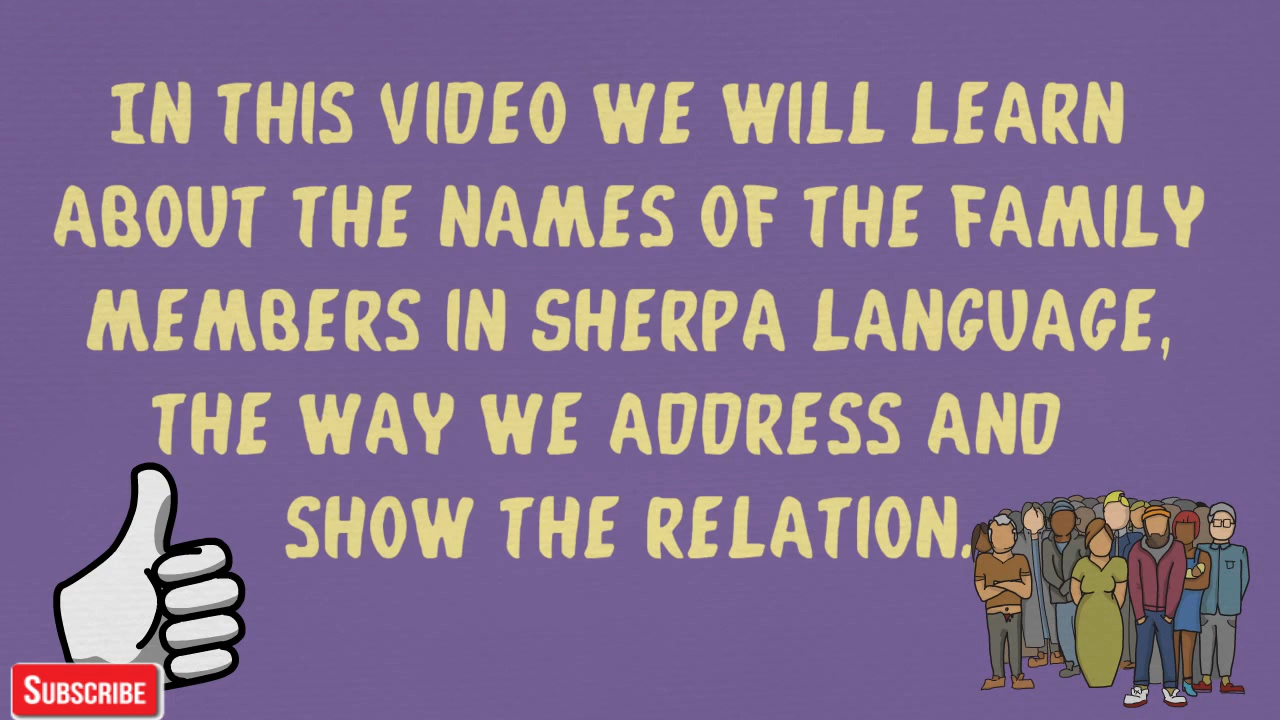 IN THIS VIDEO WE WILL LEARN
ABOUT THE NAMES OF THE FAMILY
MEMBERS IN SHERPA LANGUAGE,
THE WAY WE ADDRESS AND
SHOW THE RELATION.
SUBSCRIBE